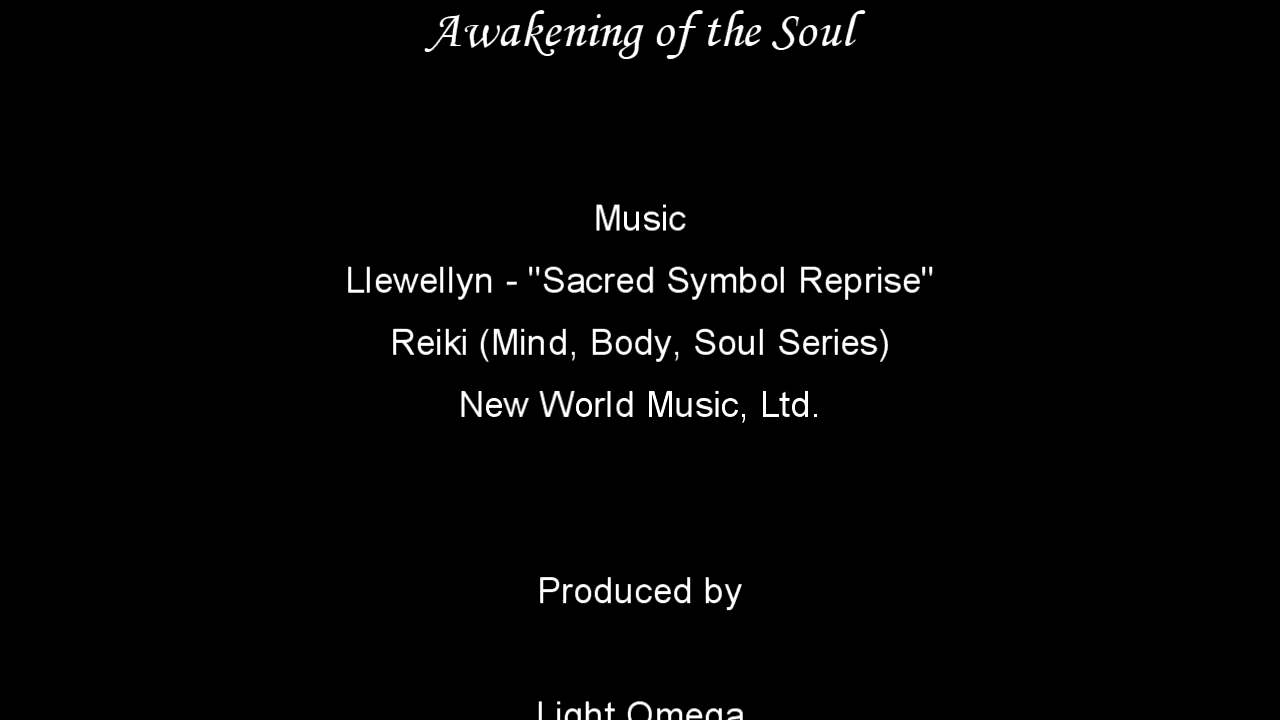 Awakening of the Soul
Music
Llewellyn - "Sacred Symbol Reprise"
Reiki (Mind, Body, Soul Series)
New World Music, Ltd.
Produced by
Light Omega